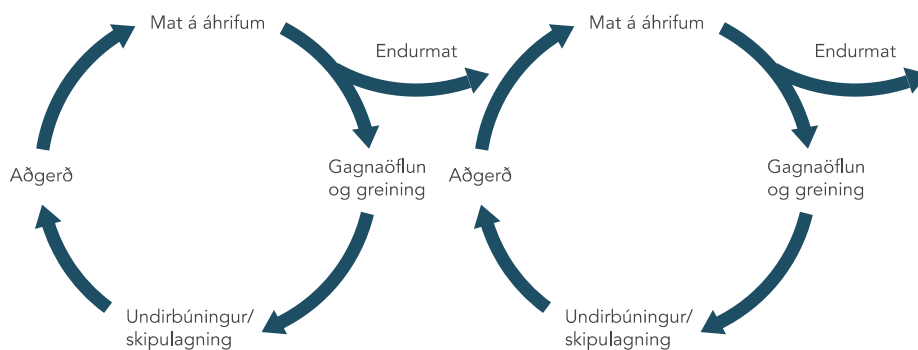 Mat á áhrifum
Endurmat
Gagnaöflun
og greining
Undirbúningur/
skipulagning
Aðgerð
Mat á áhrifum
Endurmat
Gagnaöflun
og greining
Undirbúningur/
skipulagning
Aðgerð